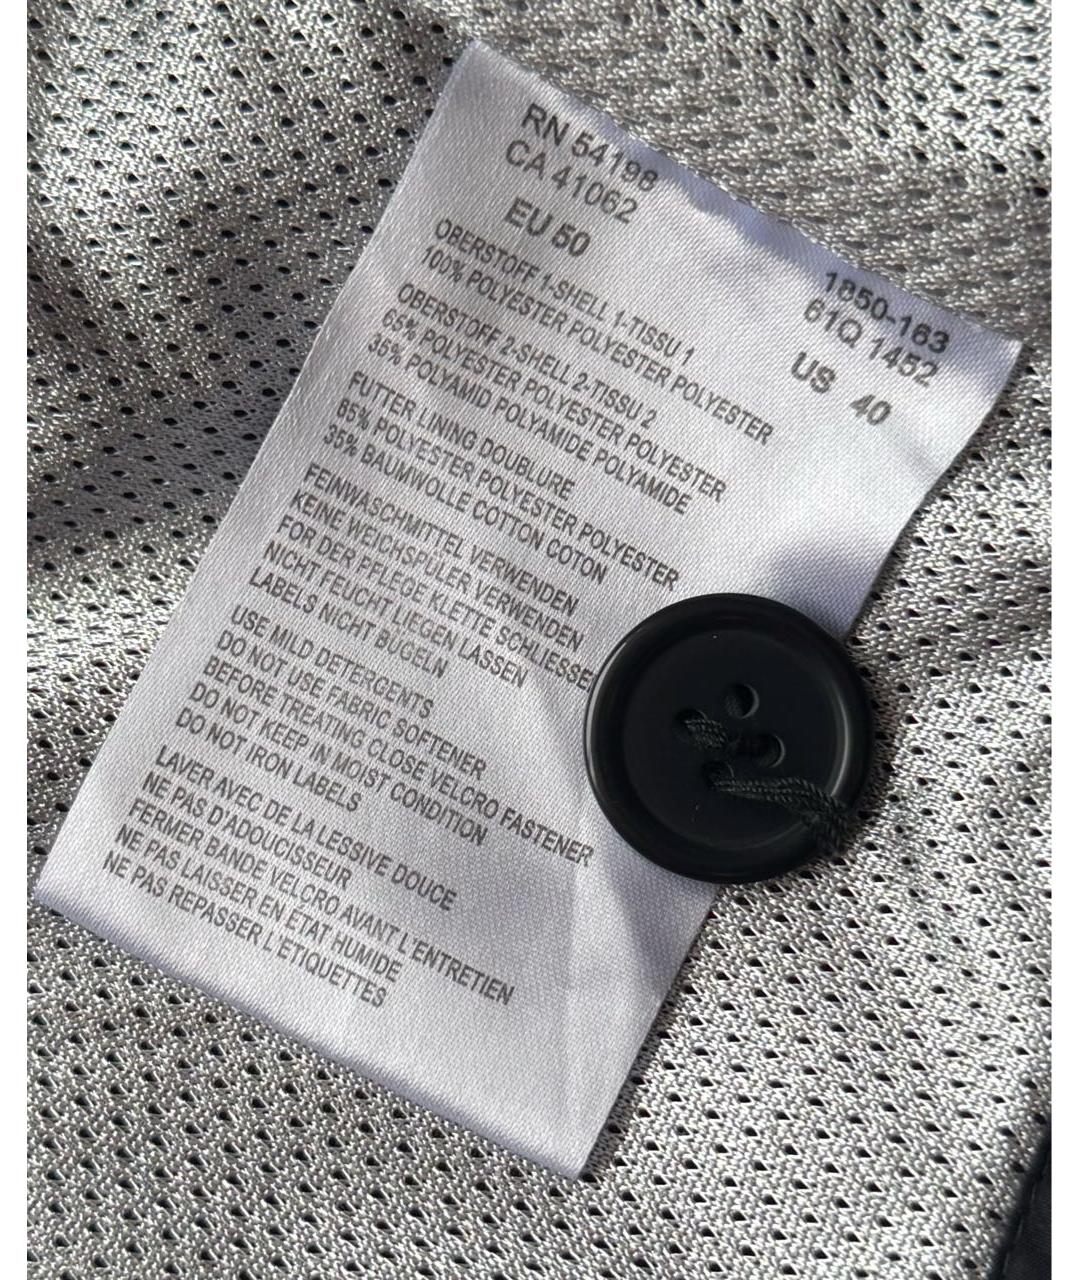 RN 54198
CA 41062
1850-163
61Q 1452
EU 50
US 40
OBERSTOFF 1-SHELL 1-TISSU 1
100% POLYESTER POLYESTER POLYESTER
OBERSTOFF 2-SHELL 2-TISSU 2
65% POLYESTER POLYESTER POLYESTER
35% POLYAMID POLYAMIDE POLYAMIDE
FUTTER LINING DOUBLURE
65% POLYESTER POLYESTER POLYESTER
35% BAUMWOLLE COTTON COTON
FEINWASCHMITTEL VERWENDEN
KEINE WEICHSPÜLER VERWENDEN
FOR DER PFLEGE KLETTE SCHLIESSE
NICHT FEUCHT LIEGEN LASSEN
LABELS NICHT BÜGELN
USE MILD DETERGENTS
DO NOT USE FABRIC SOFTENER
BEFORE TREATING CLOSE VELCRO FASTENER
DO NOT KEEP IN MOIST CONDITION
DO NOT IRON LABELS
LAVER AVEC DE LA LESSIVE DOUCE
NE PAS D'ADOUCISSEUR
FERMER BANDE VELCRO AVANT L'ENTRETIEN
NE PAS LAISSER EN ETAT HUMIDE
NE PAS REPASSER L'ETIQUETTES